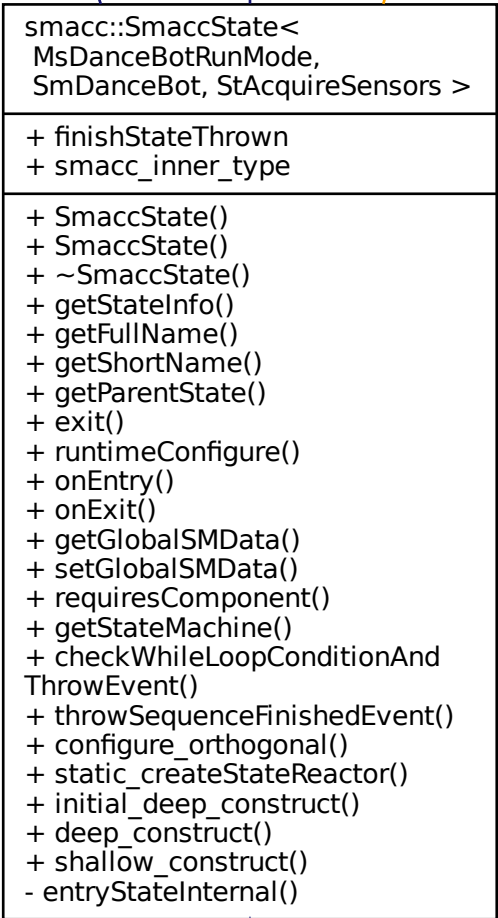 smacc::SmaccState<
MsDanceBotRunMode,
SmDanceBot, StAcquireSensors >
+ finishStateThrown
+ smacc_inner_type
+ SmaccState()
+ SmaccState()
+ ~SmaccState()
+ getStateInfo()
+ getFullName()
+ getShortName()
+ getParentState()
+ exit()
+ runtimeConfigure()
+ onEntry()
+ onExit()
+ getGlobalSMData()
+ setGlobalSMData()
+ requiresComponent()
+ getStateMachine()
+ checkWhileLoopConditionAnd
ThrowEvent()
+ throwSequenceFinishedEvent()
+ configure_orthogonal()
+ static_createStateReactor()
+ initial_deep_construct()
+ deep_construct()
+ shallow_construct()
- entryStateInternal()